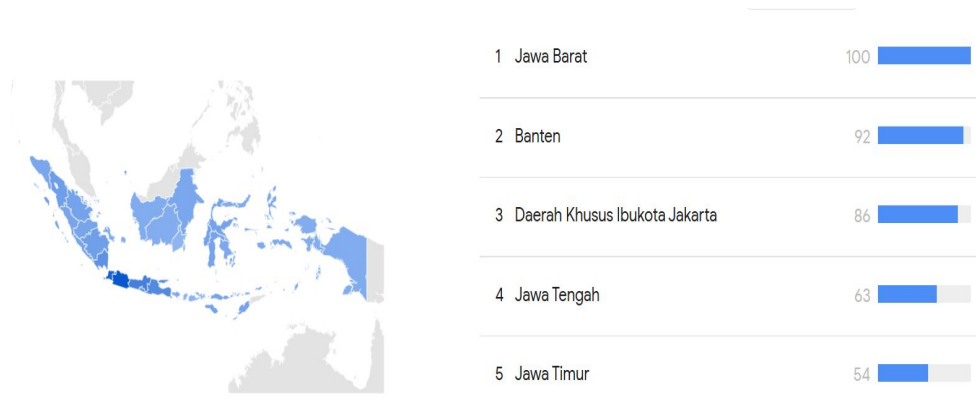 1 Jawa Barat 100
2 Banten 92
3 Daerah Khusus Ibukota Jakarta 86
4 Jawa Tengah 63
5 Jawa Timur 54